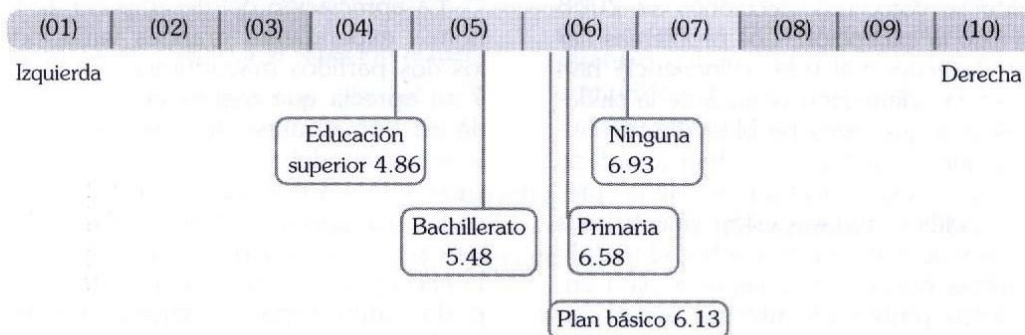 (01) (02) (03) (04) (05) (06) (07) (08) (09) (10)
Izquierda Derecha
Educación
superior 4.86
Ninguna
6.93
Bachillerato
5.48
Primaria
6.58
Plan básico 6.13